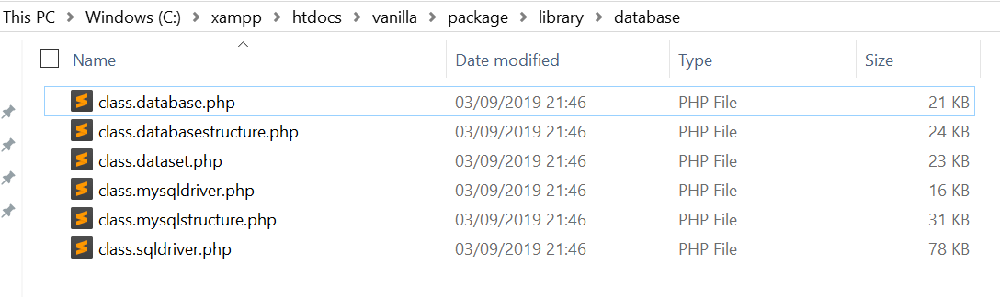 This PC > Windows (C:) > xampp > htdocs > vanilla > package > library > database
Name Date modified Type Size
class.database.php 03/09/2019 21:46 PHP File 21 KB
class.databasestructure.php 03/09/2019 21:46 PHP File 24 KB
class.dataset.php 03/09/2019 21:46 PHP File 23 KB
class.mysqldriver.php 03/09/2019 21:46 PHP File 16 KB
class.mysqlstructure.php 03/09/2019 21:46 PHP File 31 KB
class.sqldriver.php 03/09/2019 21:46 PHP File 78 KB